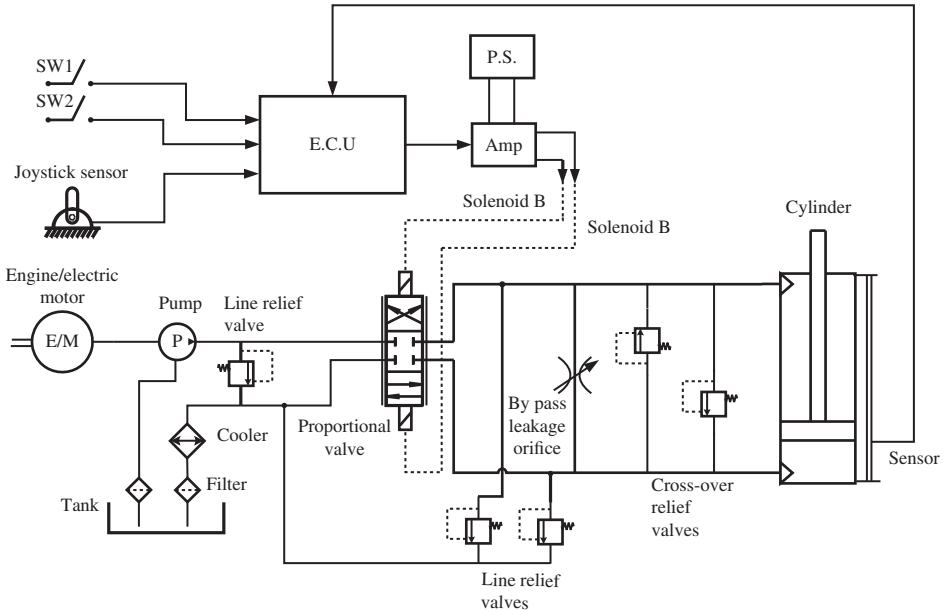 P.S.
SW1
SW2
E.C.U
Amp
Joystick sensor
Solenoid B
Solenoid B
Cylinder
Engine/electric
motor
Pump
Line relief
valve
E/M
P
By pass
leakage
orifice
Proportional
valve
Cooler
Sensor
Filter
Tank
Cross-over
relief
valves
Line relief
valves